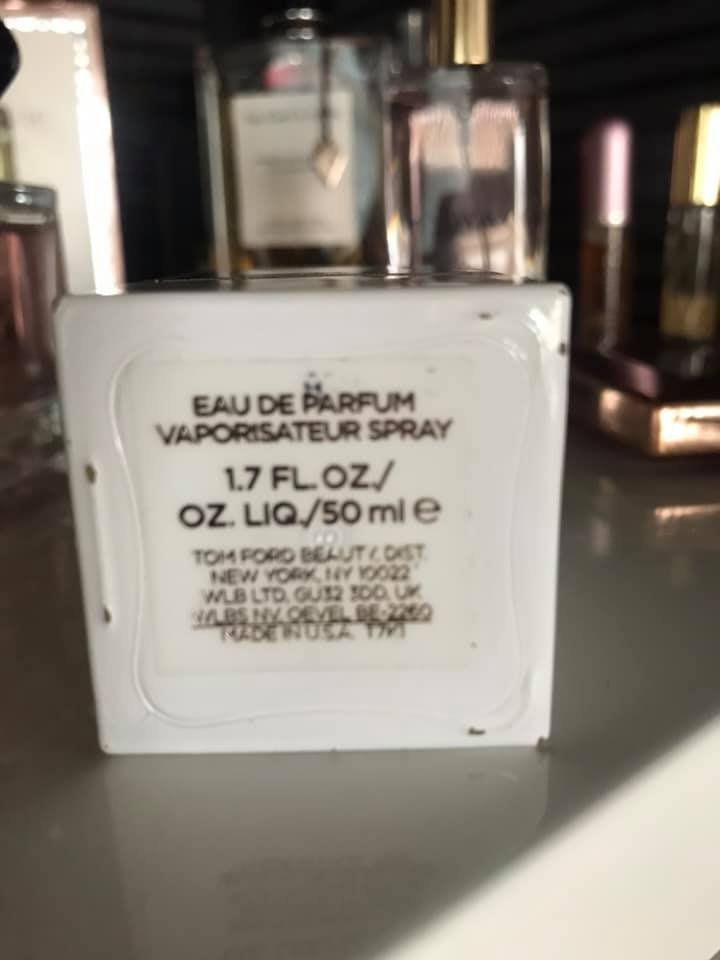 EAU DE PARFUM
VAPORISATEUR SPRAY
1.7 FL.OZ./
OZ. LIQ./50 ml e
TOM FORD BEAUTY, DIST.
NEW YORK, NY 10022
WLB LTD, GU32 3DD, UK
WLBS NV, OEVEL BE-2260
MADE IN U.S.A.